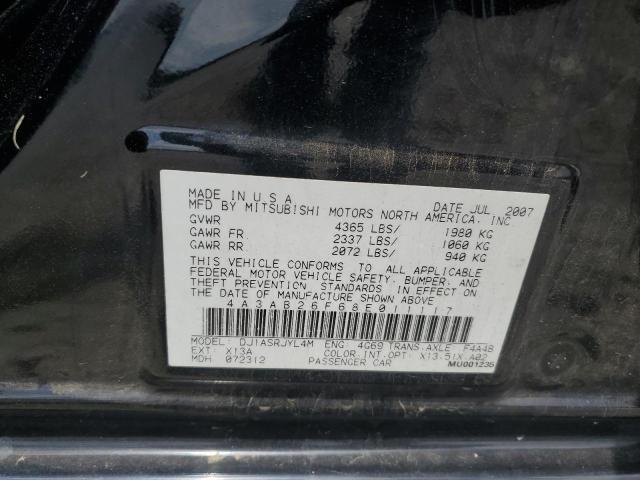 MADE IN U S A DATE JUL 2007
MFD BY MITSUBISHI MOTORS NORTH AMERICA, INC
GVWR 4365 LBS/ 1980 KG
GAWR FR. 2337 LBS/ 1060 KG
GAWR RR. 2072 LBS/ 940 KG
THIS VEHICLE CONFORMS TO ALL APPLICABLE
FEDERAL MOTOR VEHICLE SAFETY, BUMPER, AND
THEFT PREVENTION STANDARDS IN EFFECT ON
THE DATE OF MANUFACTURE SHOWN ABOVE
4A3AB26F68E011117
MODEL: DJ1ASRJYL4M ENG: 4G69 TRANS.AXLE F4A4B
EXT: X13A COLOR.INT.OPT: X13.51X.A02
MDH: 072312 PASSENGER CAR MU001235